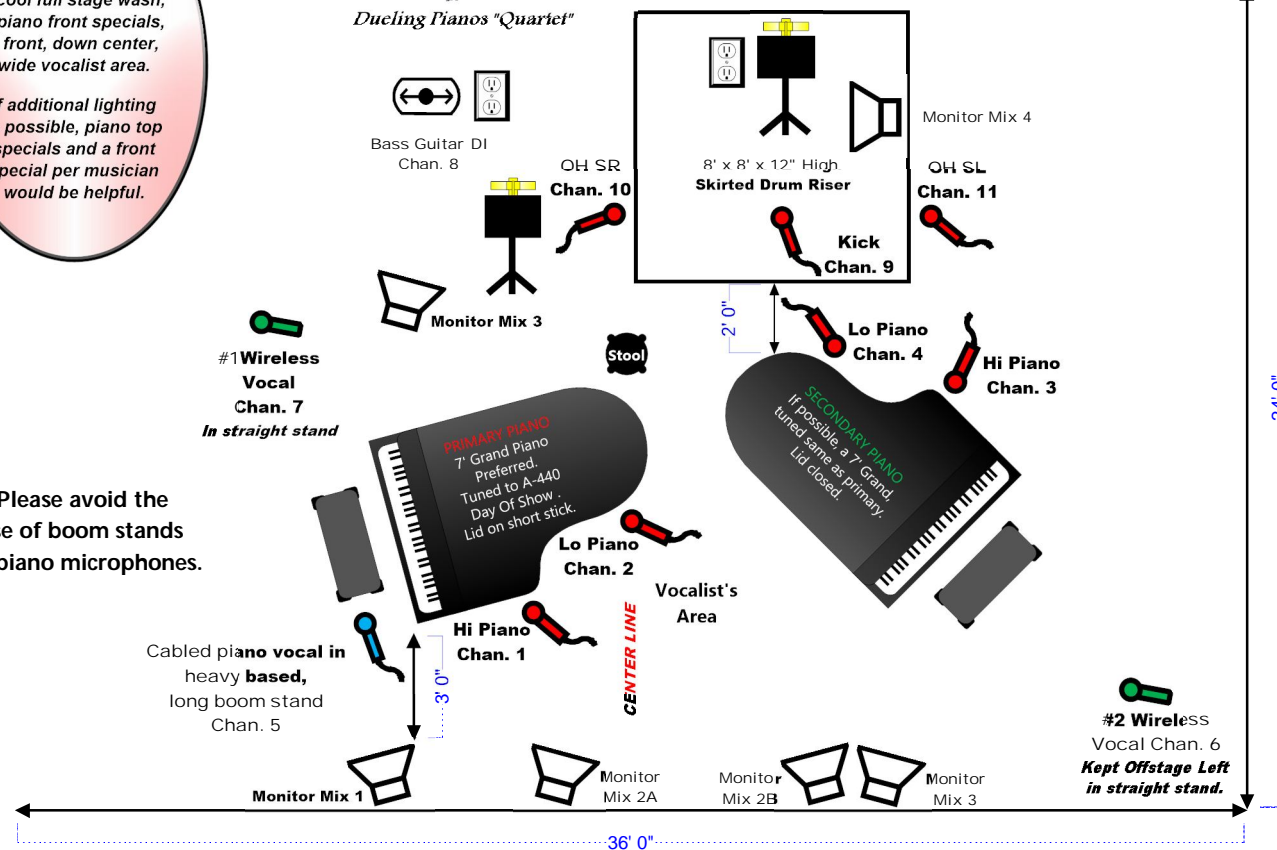 Cool full stage wash,
piano front specials,
front, down center,
wide vocalist area.
additional lighting
possible, piano top
specials and a front
special per musician
would be helpful.
Dueling Pianos "Quartet"
Bass Guitar DI
Chan. 8
OH SR
Chan. 10
8' x 8' x 12" High
Skirted Drum Riser
Monitor Mix 4
OH SL
Chan. 11
Kick
Chan. 9
Monitor Mix 3
2' 0"
Lo Piano
Chan. 4
Hi Piano
Chan. 3
#1 Wireless
Vocal
Chan. 7
In straight stand
Stool
PRIMARY PIANO
7' Grand Piano
Preferred.
Tuned to A-440
Day Of Show .
Lid on short stick.
SECONDARY PIANO
If possible, a 7' Grand,
tuned same as primary.
Lid closed.
Please avoid the
of boom stands
piano microphones.
Lo Piano
Chan. 2
Vocalist's
Area
Hi Piano
Chan. 1
CENTER LINE
Cabled piano vocal in
heavy based,
long boom stand
Chan. 5
3' 0"
#2 Wireless
Vocal Chan. 6
Kept Offstage Left
in straight stand.
Monitor Mix 1
Monitor
Mix 2A
Monitor
Mix 2B
Monitor
Mix 3
36' 0"